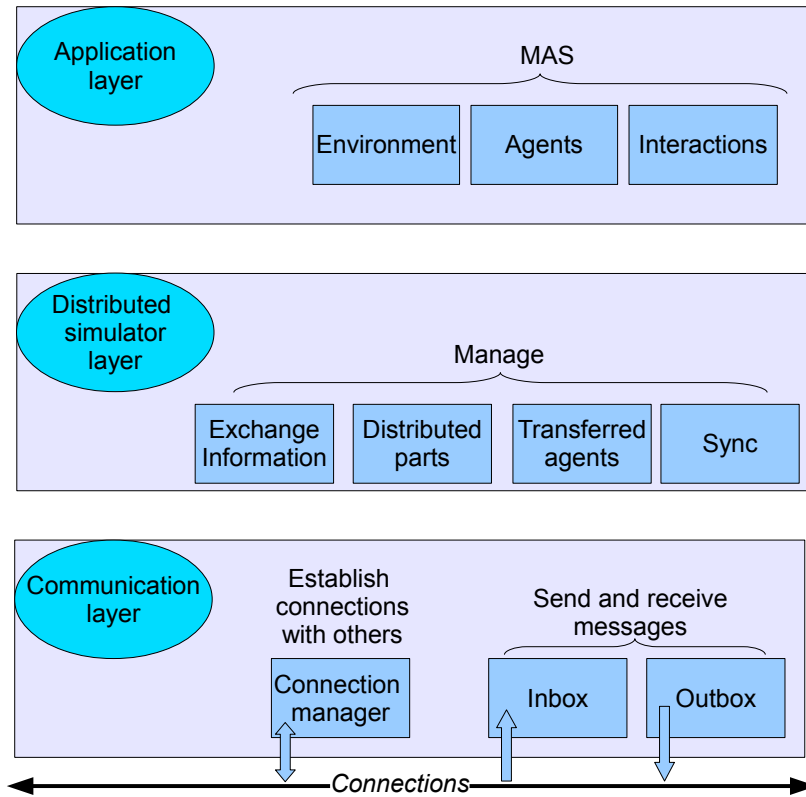 Application
layer
MAS
Environment
Agents
Interactions
Distributed
simulator
layer
Manage
Exchange
Information
Distributed
parts
Transferred
agents
Sync
Communication
layer
Establish
connections
with others
Connection
manager
Send and receive
messages
Inbox
Outbox
Connections